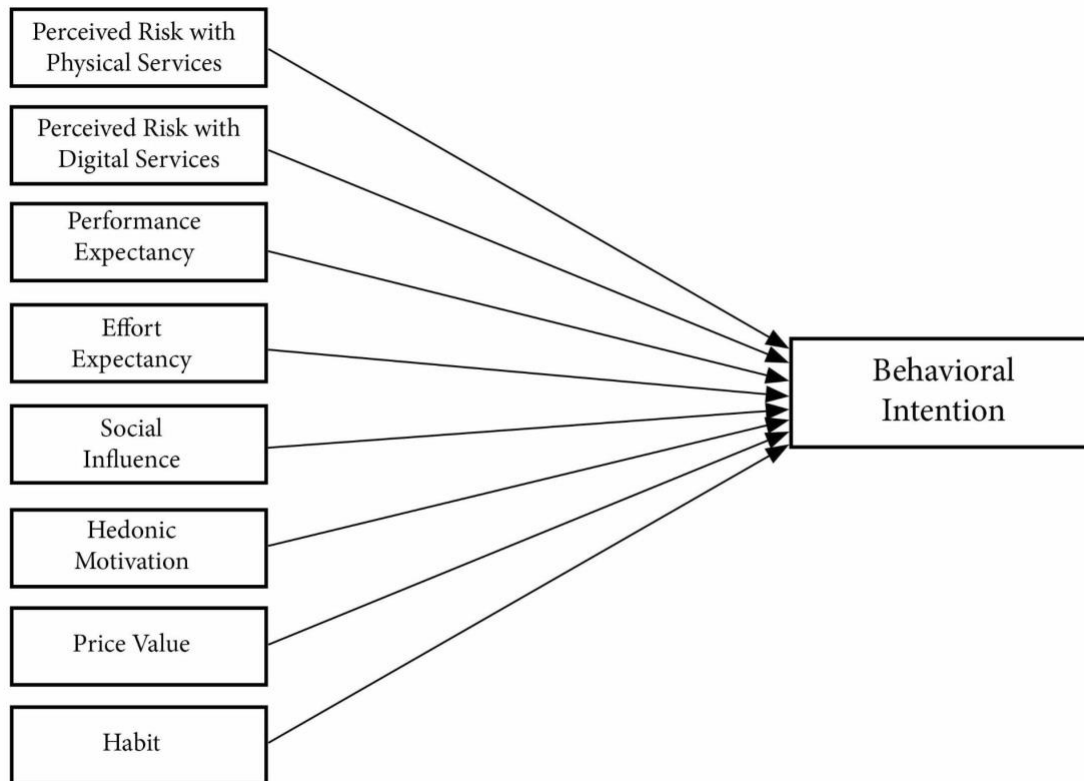 Perceived Risk with
Physical Services
Perceived Risk with
Digital Services
Performance
Expectancy
Effort
Expectancy
Social
Influence
Hedonic
Motivation
Price Value
Habit
Behavioral
Intention